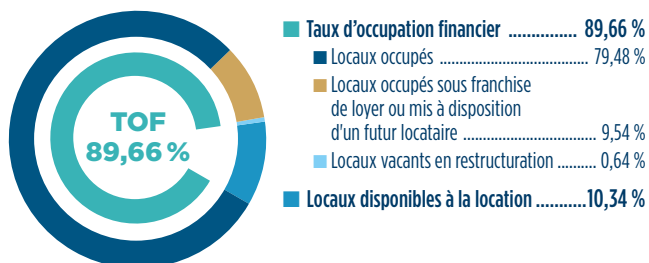 TOF
89,66 %
Taux d'occupation financier ............... 89,66 %
Locaux occupés ..................................... 79,48 %
Locaux occupés sous franchise
de loyer ou mis à disposition
d'un futur locataire ................................. 9,54 %
Locaux vacants en restructuration .......... 0,64 %
Locaux disponibles à la location ...........10,34 %